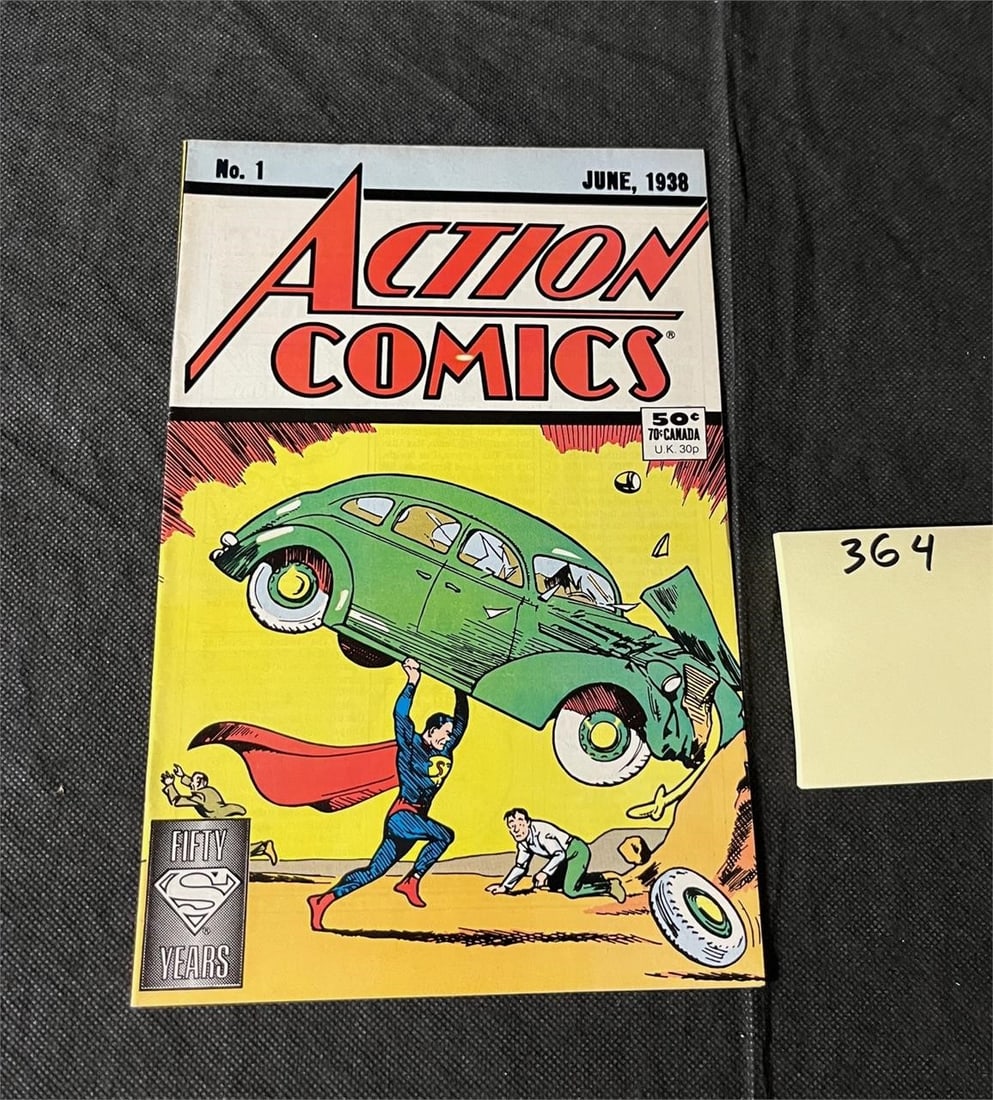 No. 1
JUNE, 1938
ACTION
COMICS®
50¢
70¢ CANADA
U.K. 30p
364
S
FIFTY
S®
YEARS